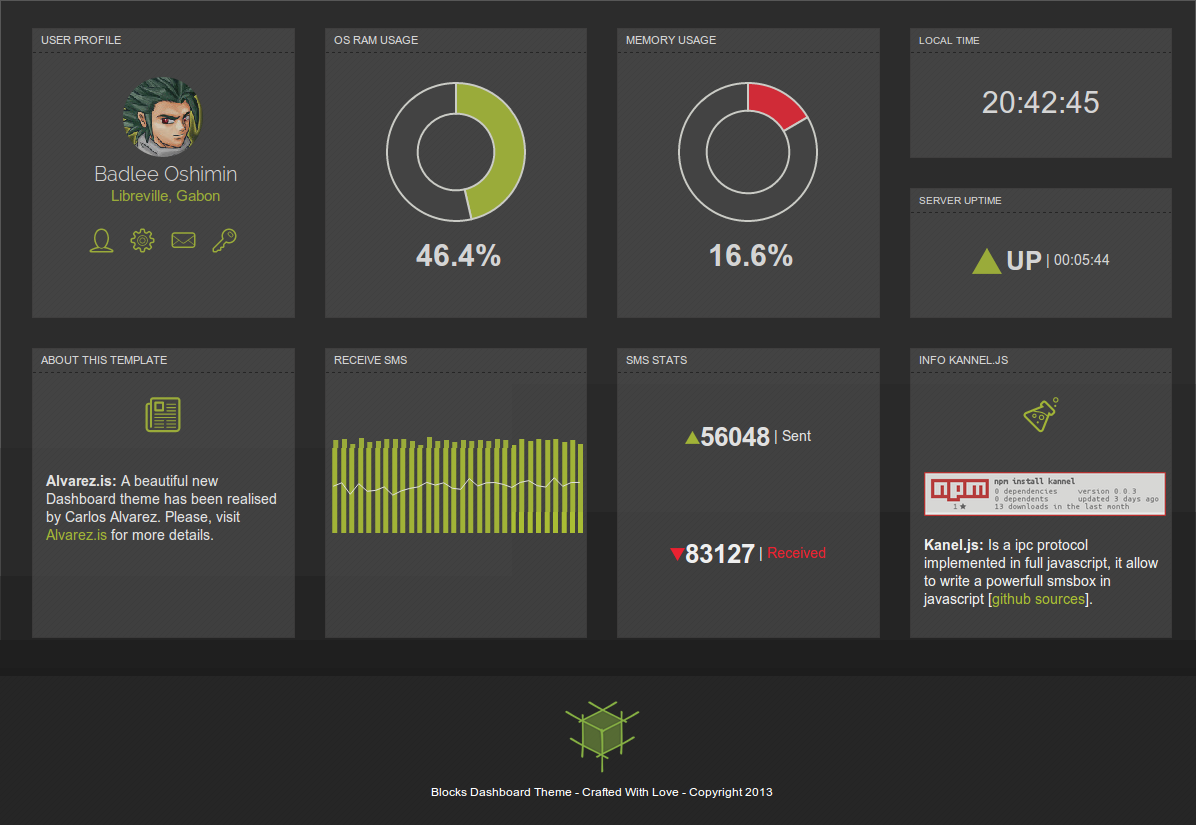 USER PROFILE
Badlee Oshimin
Libreville, Gabon
OS RAM USAGE
46.4%
MEMORY USAGE
16.6%
LOCAL TIME
20:42:45
SERVER UPTIME
UP | 00:05:44
ABOUT THIS TEMPLATE
Alvarez.is: A beautiful new
Dashboard theme has been realised
by Carlos Alvarez. Please, visit
Alvarez.is for more details.
RECEIVE SMS
SMS STATS
56048 | Sent
83127 | Received
INFO KANNEL.JS
npm
npm install kannel
0 dependencies version 0.0.3
0 dependents updated 3 days ago
1★ 13 downloads in the last month
Kanel.js: Is a ipc protocol
implemented in full javascript, it allow
to write a powerfull smsbox in
javascript [github sources].
Blocks Dashboard Theme - Crafted With Love - Copyright 2013